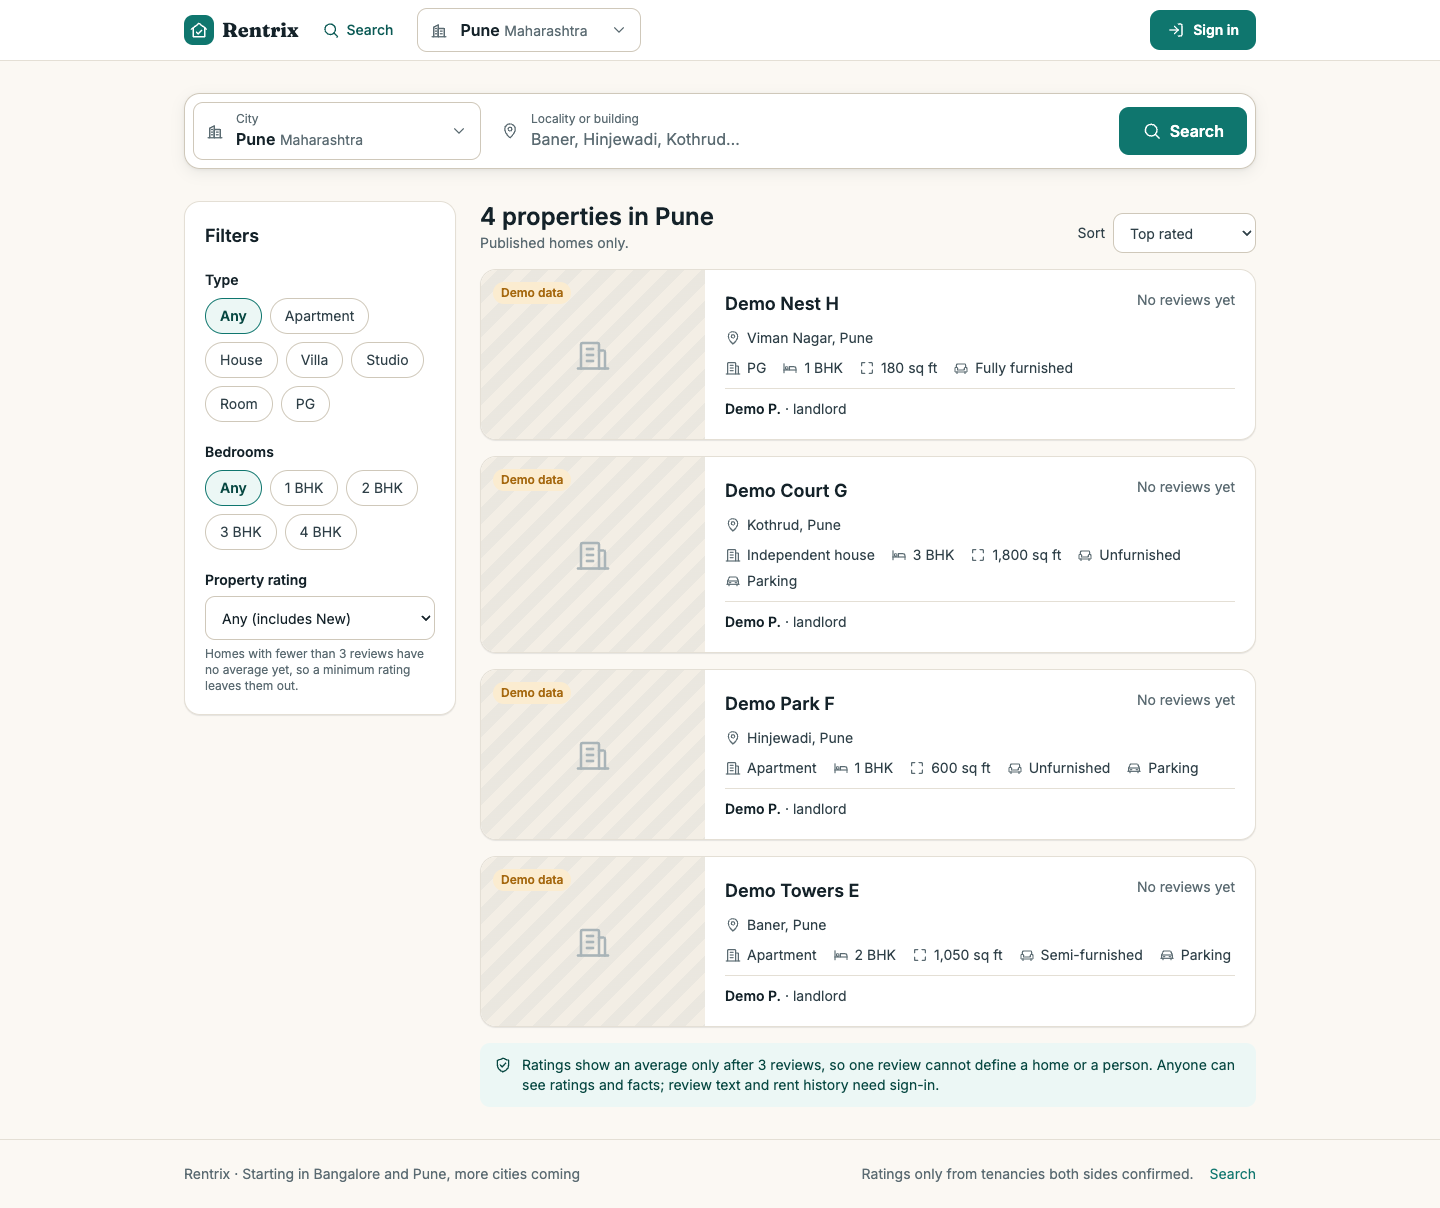 Rentrix
Search
Pune Maharashtra
Sign in
City
Pune Maharashtra
Locality or building
Baner, Hinjewadi, Kothrud...
Search
Filters
Type
Any
Apartment
House
Villa
Studio
Room
PG
Bedrooms
Any
1 BHK
2 BHK
3 BHK
4 BHK
Property rating
Any (includes New)
Homes with fewer than 3 reviews have
no average yet, so a minimum rating
leaves them out.
4 properties in Pune
Published homes only.
Sort
Top rated
Demo data
Demo Nest H
No reviews yet
Viman Nagar, Pune
PG 1 BHK 180 sq ft Fully furnished
Demo P. · landlord
Demo data
Demo Court G
No reviews yet
Kothrud, Pune
Independent house 3 BHK 1,800 sq ft Unfurnished
Parking
Demo P. · landlord
Demo data
Demo Park F
No reviews yet
Hinjewadi, Pune
Apartment 1 BHK 600 sq ft Unfurnished Parking
Demo P. · landlord
Demo data
Demo Towers E
No reviews yet
Baner, Pune
Apartment 2 BHK 1,050 sq ft Semi-furnished Parking
Demo P. · landlord
Ratings show an average only after 3 reviews, so one review cannot define a home or a person. Anyone can
see ratings and facts; review text and rent history need sign-in.
Rentrix · Starting in Bangalore and Pune, more cities coming
Ratings only from tenancies both sides confirmed.
Search